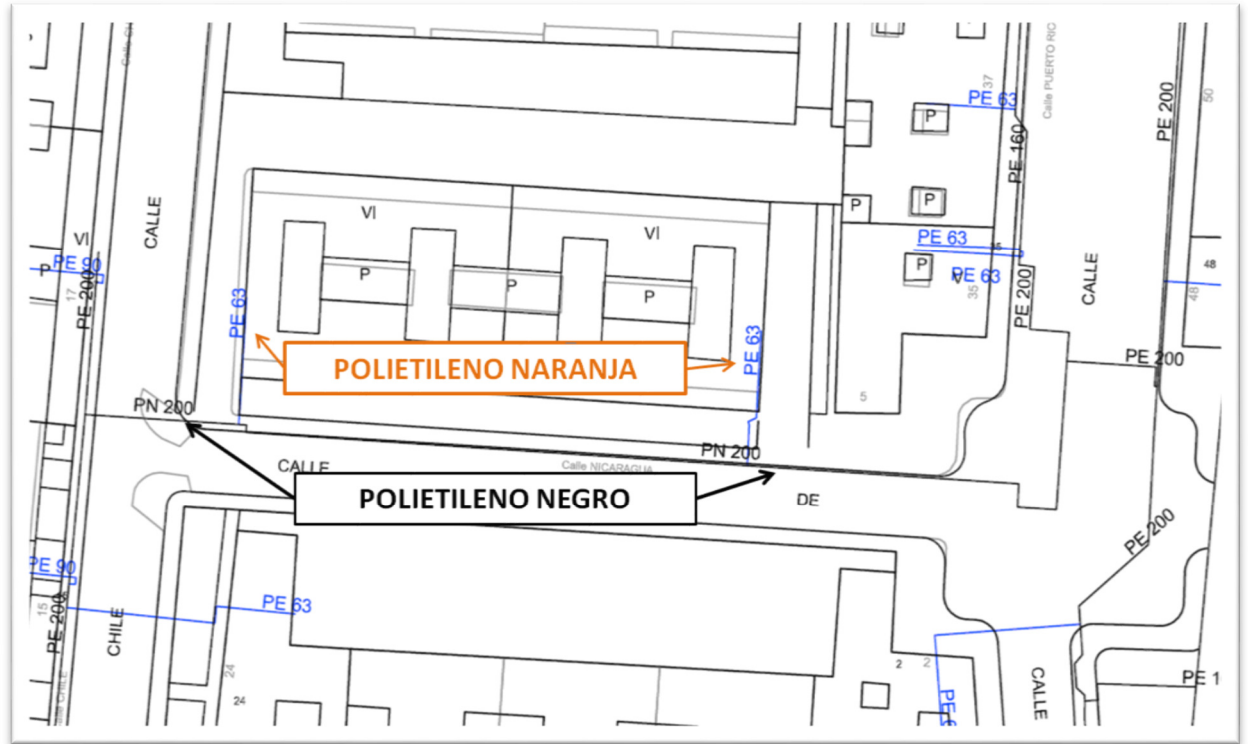 PE 63
37
Calle PUERTO RIC
PE 200
50
P
PE 160
CALLE
VI
P
P
VI
VI
PE 63
35
48
P
PE 90
P
P
P
P
PE 63
CALLE
17
PE 200
35
PE 200
48
PE 63
PE 63
POLIETILENO NARANJA
PE 200
5
PN 200
PN 200
CALLE
Calle NICARAGUA
POLIETILENO NEGRO
DE
PE 200
PE 90
PE 63
15
PE 200
CHILE
24
2
2
CALLE
PE 1
24